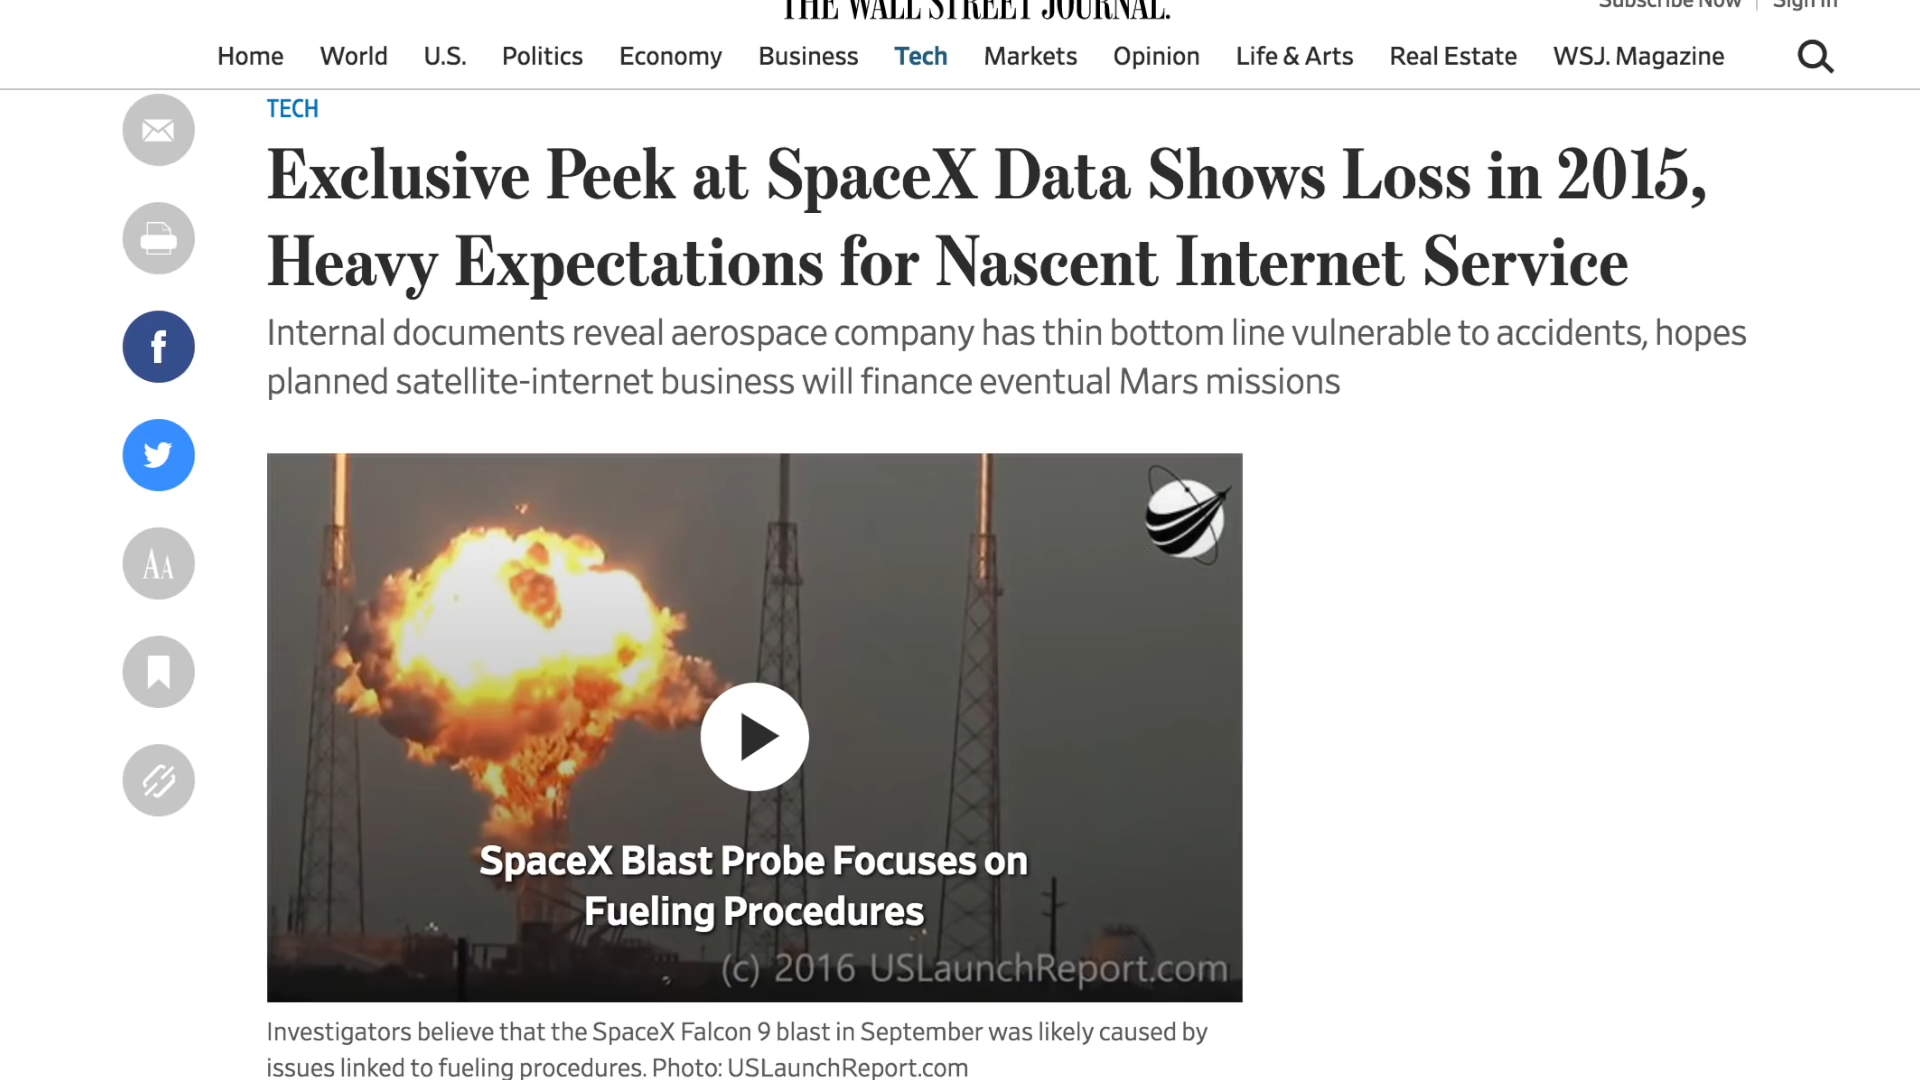 THE WALL STREET JOURNAL.
Subscribe Now | Sign In
Home World U.S. Politics Economy Business Tech Markets Opinion Life & Arts Real Estate WSJ. Magazine
TECH
Exclusive Peek at SpaceX Data Shows Loss in 2015,
Heavy Expectations for Nascent Internet Service
Internal documents reveal aerospace company has thin bottom line vulnerable to accidents, hopes
planned satellite-internet business will finance eventual Mars missions
f
AA
SpaceX Blast Probe Focuses on
Fueling Procedures
(c) 2016 USLaunchReport.com
Investigators believe that the SpaceX Falcon 9 blast in September was likely caused by
issues linked to fueling procedures. Photo: USLaunchReport.com